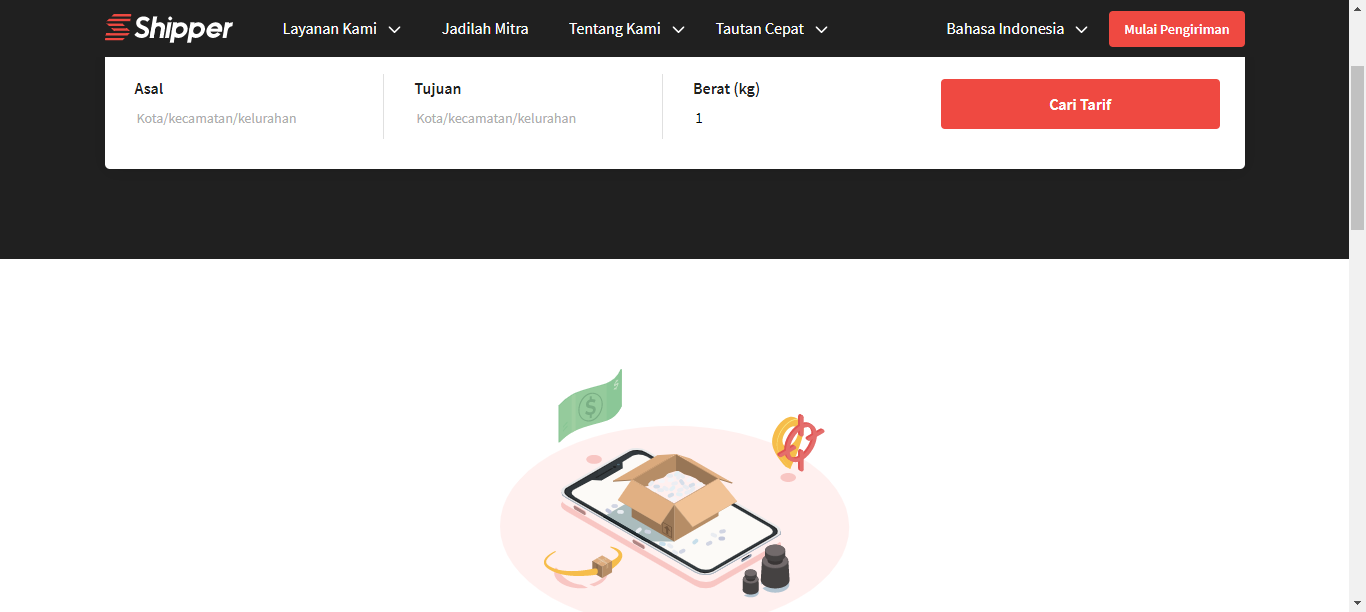 Shipper
Layanan Kami
Jadilah Mitra
Tentang Kami
Tautan Cepat
Bahasa Indonesia
Mulai Pengiriman
Asal
Kota/kecamatan/kelurahan
Tujuan
Kota/kecamatan/kelurahan
Berat (kg)
1
Cari Tarif
$